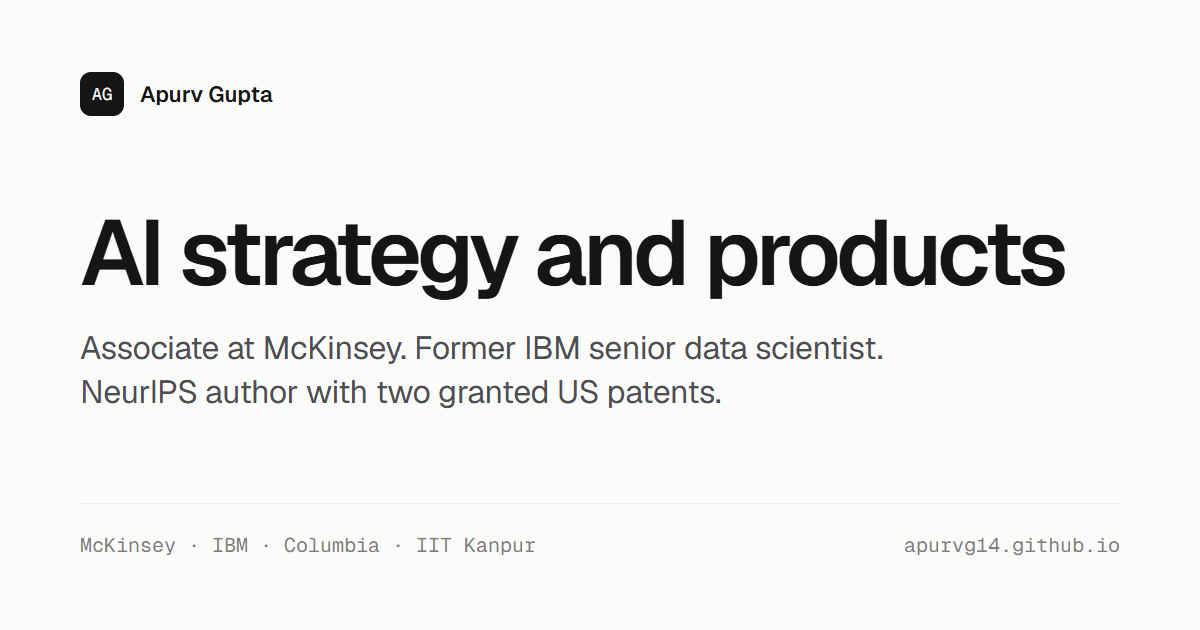 AG
Apurv Gupta
AI strategy and products
Associate at McKinsey. Former IBM senior data scientist.
NeurIPS author with two granted US patents.
McKinsey · IBM · Columbia · IIT Kanpur
apurvg14.github.io